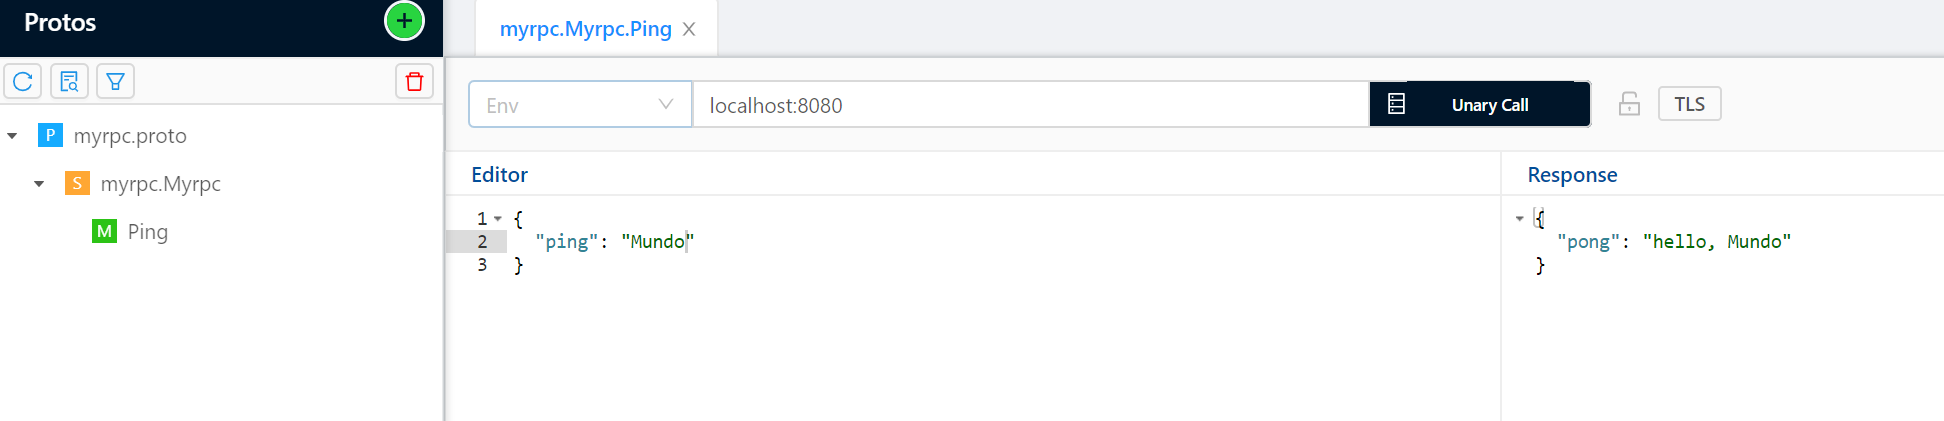 Protos
myrpc.Myrpc.Ping
Env
localhost:8080
Unary Call
TLS
P myrpc.proto
S myrpc.Myrpc
M Ping
Editor
1 {
2 "ping": "Mundo"
3 }
Response
{
"pong": "hello, Mundo"
}